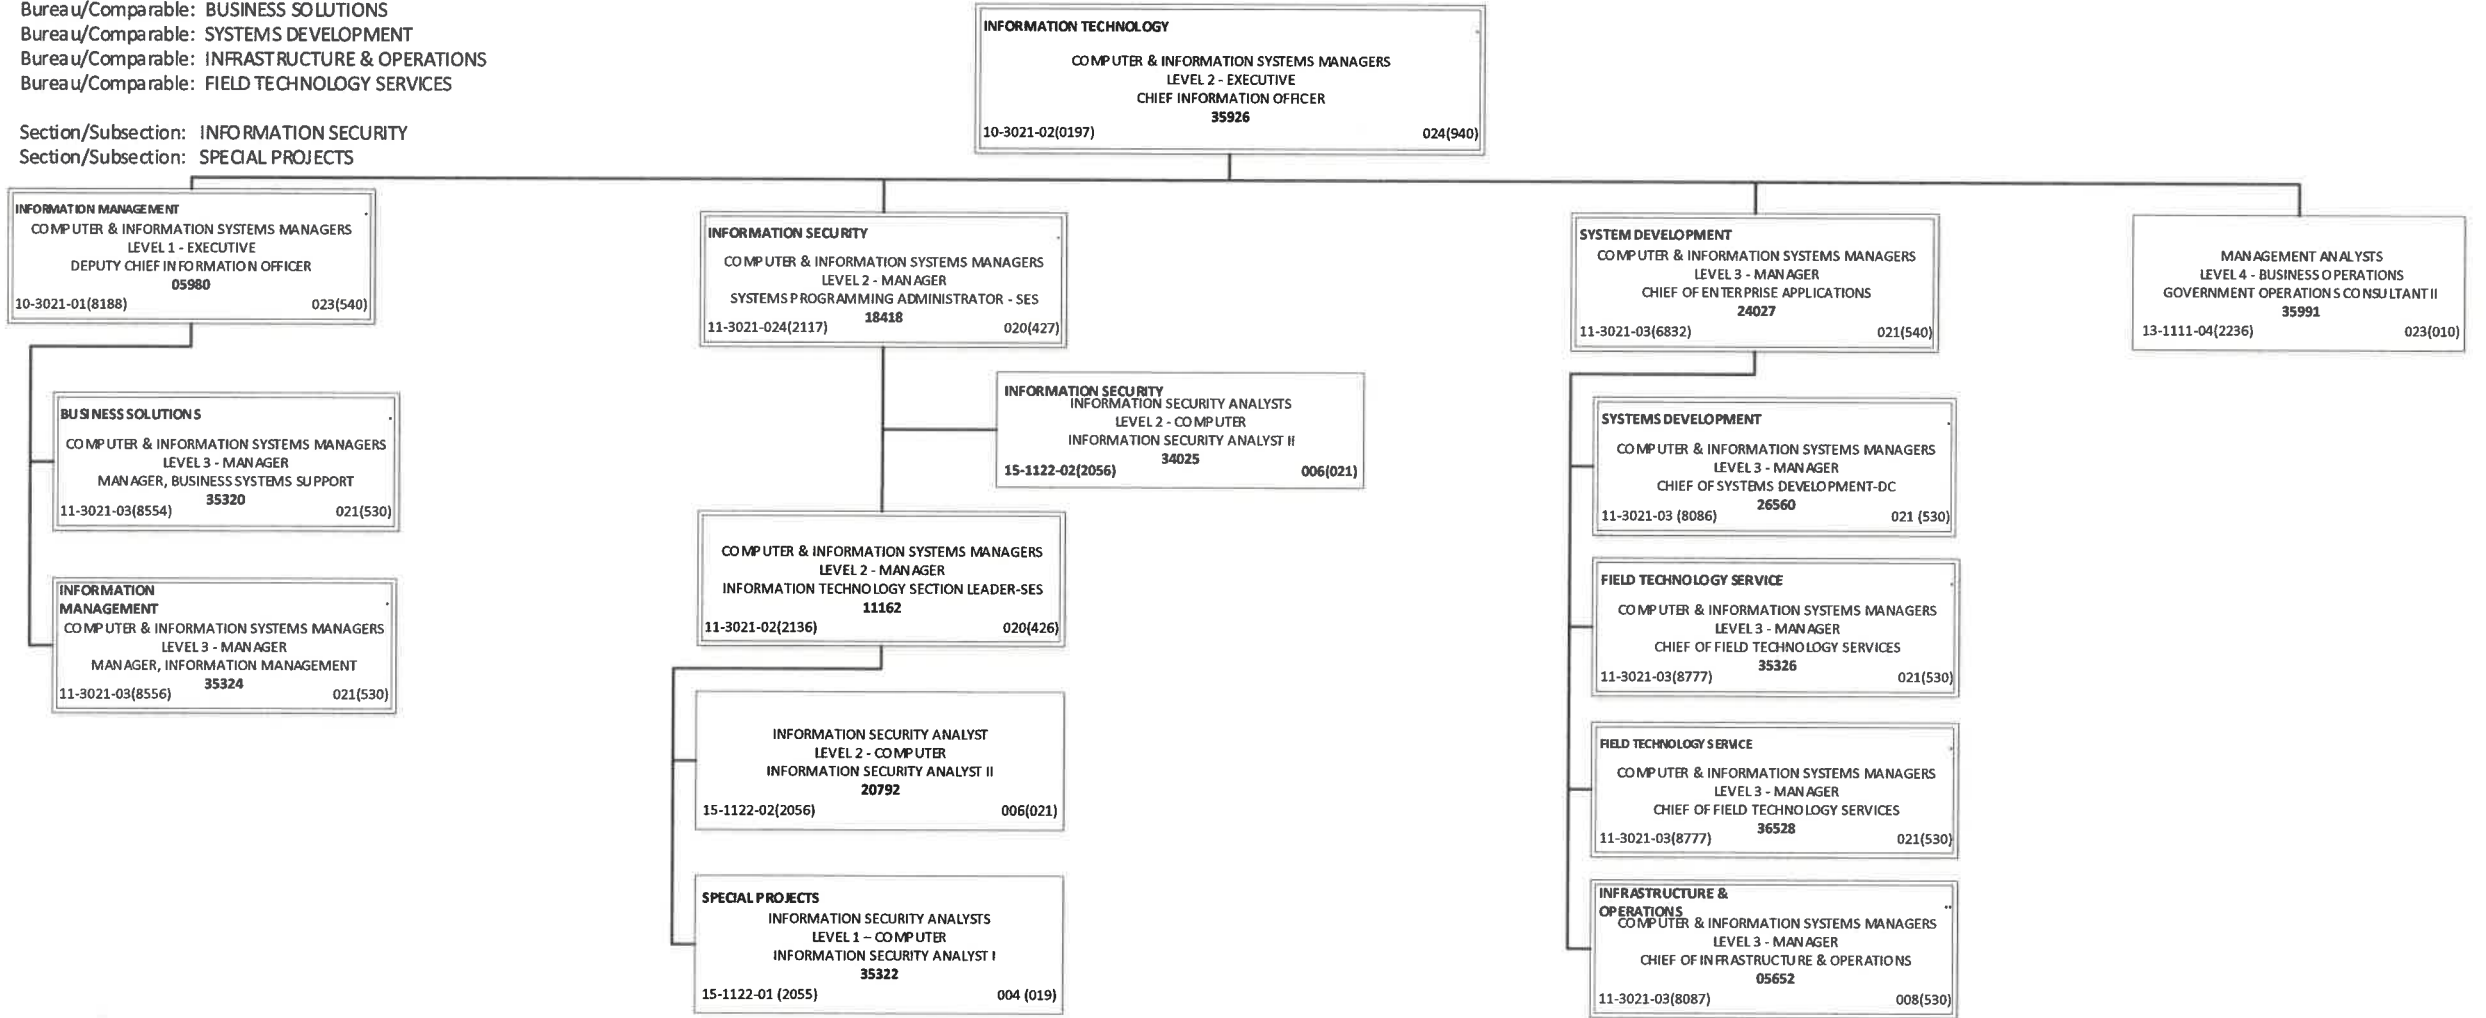 Bureau/Comparable: BUSINESS SOLUTIONS
Bureau/Comparable: SYSTEMS DEVELOPMENT
Bureau/Comparable: INFRASTRUCTURE & OPERATIONS
Bureau/Comparable: FIELD TECHNOLOGY SERVICES
Section/Subsection: INFORMATION SECURITY
Section/Subsection: SPECIAL PROJECTS
INFORMATION TECHNOLOGY
COMPUTER & INFORMATION SYSTEMS MANAGERS
LEVEL 2 - EXECUTIVE
CHIEF INFORMATION OFFICER
35926
10-3021-02(0197) 024(940)
INFORMATION MANAGEMENT
COMPUTER & INFORMATION SYSTEMS MANAGERS
LEVEL 1 - EXECUTIVE
DEPUTY CHIEF INFORMATION OFFICER
05980
10-3021-01(8188) 023(540)
BUSINESS SOLUTIONS
COMPUTER & INFORMATION SYSTEMS MANAGERS
LEVEL 3 - MANAGER
MANAGER, BUSINESS SYSTEMS SUPPORT
35320
11-3021-03(8554) 021(530)
INFORMATION
MANAGEMENT
COMPUTER & INFORMATION SYSTEMS MANAGERS
LEVEL 3 - MANAGER
MANAGER, INFORMATION MANAGEMENT
35324
11-3021-03(8556) 021(530)
INFORMATION SECURITY
COMPUTER & INFORMATION SYSTEMS MANAGERS
LEVEL 2 - MANAGER
SYSTEMS PROGRAMMING ADMINISTRATOR - SES
18418
11-3021-024(2117) 020(427)
INFORMATION SECURITY
INFORMATION SECURITY ANALYSTS
LEVEL 2 - COMPUTER
INFORMATION SECURITY ANALYST II
34025
15-1122-02(2056) 006(021)
COMPUTER & INFORMATION SYSTEMS MANAGERS
LEVEL 2 - MANAGER
INFORMATION TECHNOLOGY SECTION LEADER-SES
11162
11-3021-02(2136) 020(426)
INFORMATION SECURITY ANALYST
LEVEL 2 - COMPUTER
INFORMATION SECURITY ANALYST II
20792
15-1122-02(2056) 006(021)
SPECIAL PROJECTS
INFORMATION SECURITY ANALYSTS
LEVEL 1 – COMPUTER
INFORMATION SECURITY ANALYST I
35322
15-1122-01 (2055) 004 (019)
SYSTEM DEVELOPMENT
COMPUTER & INFORMATION SYSTEMS MANAGERS
LEVEL 3 - MANAGER
CHIEF OF ENTERPRISE APPLICATIONS
24027
11-3021-03(6832) 021(540)
SYSTEMS DEVELOPMENT
COMPUTER & INFORMATION SYSTEMS MANAGERS
LEVEL 3 - MANAGER
CHIEF OF SYSTEMS DEVELOPMENT-DC
26560
11-3021-03 (8086) 021 (530)
FIELD TECHNOLOGY SERVICE
COMPUTER & INFORMATION SYSTEMS MANAGERS
LEVEL 3 - MANAGER
CHIEF OF FIELD TECHNOLOGY SERVICES
35326
11-3021-03(8777) 021(530)
FIELD TECHNOLOGY SERVICE
COMPUTER & INFORMATION SYSTEMS MANAGERS
LEVEL 3 - MANAGER
CHIEF OF FIELD TECHNOLOGY SERVICES
36528
11-3021-03(8777) 021(530)
INFRASTRUCTURE &
OPERATIONS
COMPUTER & INFORMATION SYSTEMS MANAGERS
LEVEL 3 - MANAGER
CHIEF OF INFRASTRUCTURE & OPERATIONS
05652
11-3021-03(8087) 008(530)
MANAGEMENT ANALYSTS
LEVEL 4 - BUSINESS OPERATIONS
GOVERNMENT OPERATIONS CONSULTANT II
35991
13-1111-04(2236) 023(010)